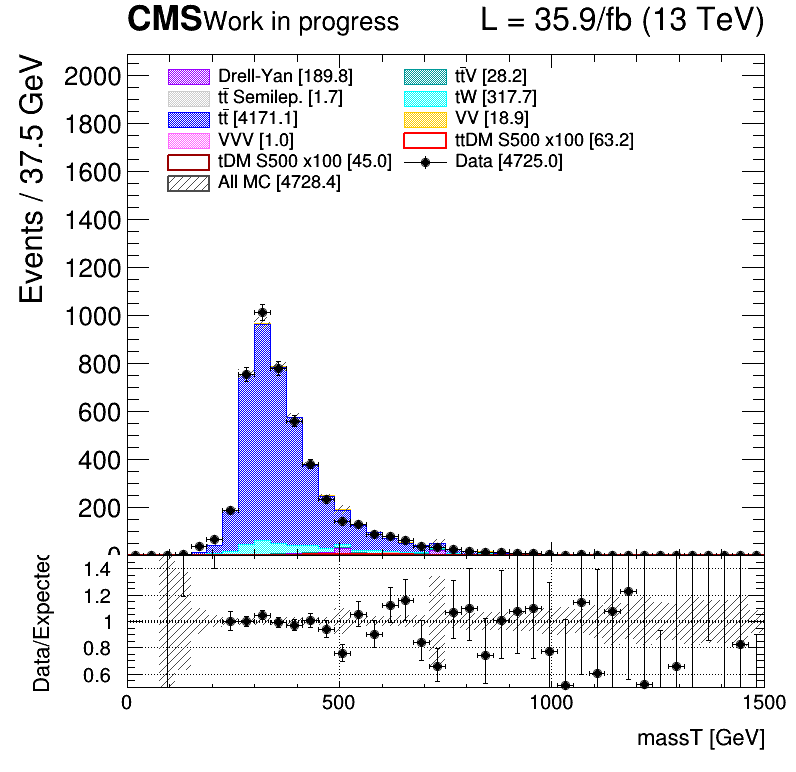 CMS Work in progress L = 35.9/fb (13 TeV)
Events / 37.5 GeV
2000
1800
1600
1400
1200
1000
800
600
400
200
0
Drell-Yan [189.8]
tt̄V [28.2]
tt̄ Semilep. [1.7]
tW [317.7]
tt̄ [4171.1]
VV [18.9]
VVV [1.0]
ttDM S500 x100 [63.2]
tDM S500 x100 [45.0]
Data [4725.0]
All MC [4728.4]
Data/Expected
1.4
1.2
1
0.8
0.6
0 500 1000 1500
massT [GeV]